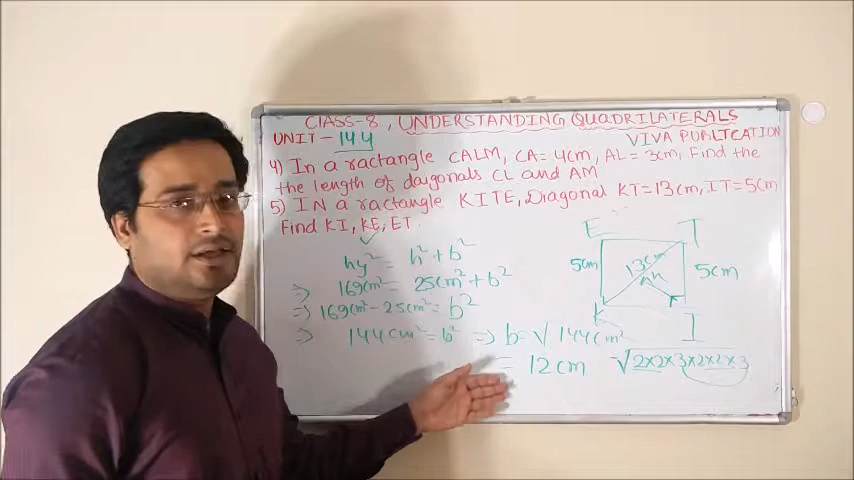 CLASS-8, UNDERSTANDING QUADRILATERALS
UNIT- 14.4
VIVA PUBLICATION
4) In a ractangle CALM, CA= 4cm, AL= 3cm, Find the
the length of daigonals CL and AM
5) IN a ractangle KITE, Diagonal KT=13cm, IT=5cm
Find KI, KE, ET.
hy² = h² + b²
⇒ 169cm² = 25cm² + b²
⇒ 169cm² - 25cm² = b²
⇒ 144cm² = b² ⇒ b = √144cm²
= 12cm
√2×2×3×2×2×3
E T
5cm 13cm 5cm
K I